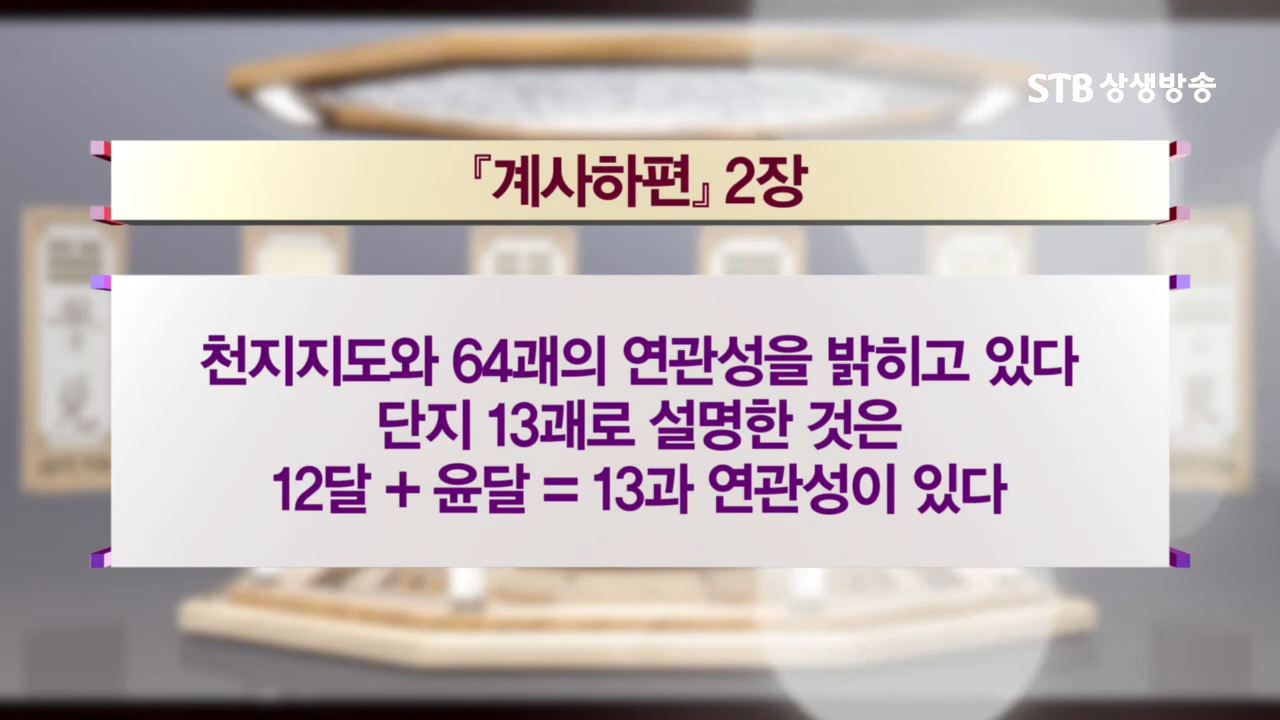 STB 상생방송
『계사하편』 2장
천지지도와 64괘의 연관성을 밝히고 있다
단지 13괘로 설명한 것은
12달 + 윤달 = 13과 연관성이 있다